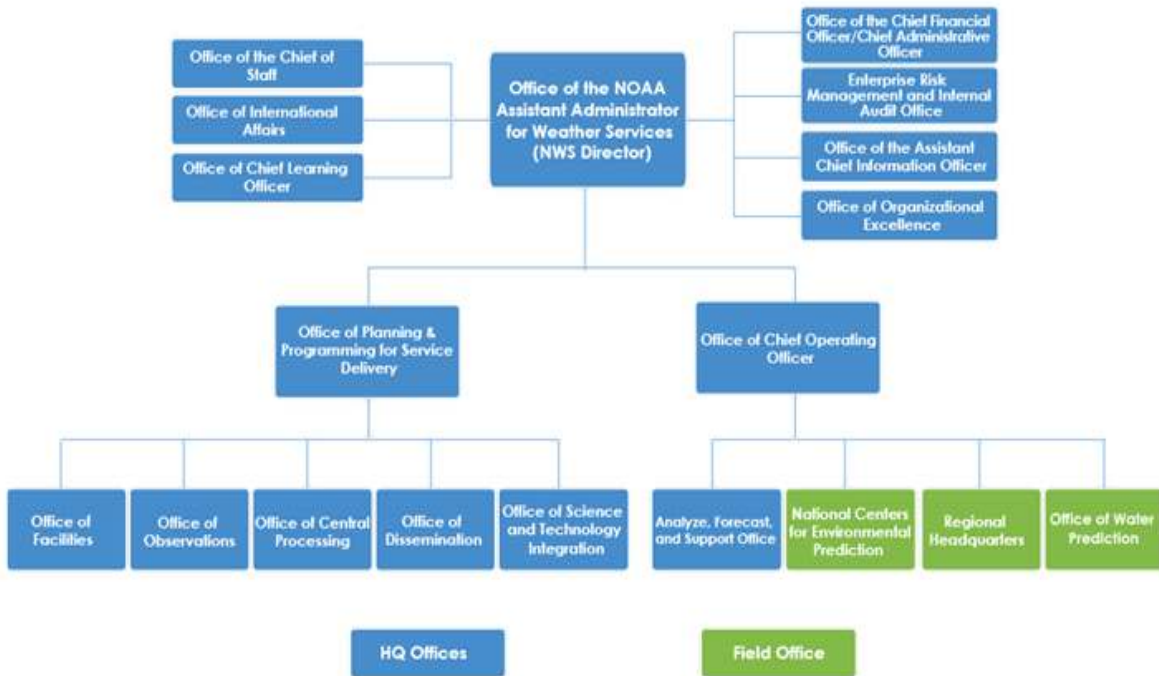 Office of the Chief of
Staff
Office of International
Affairs
Office of Chief Learning
Officer
Office of the NOAA
Assistant Administrator
for Weather Services
(NWS Director)
Office of the Chief Financial
Officer/Chief Administrative
Officer
Enterprise Risk
Management and Internal
Audit Office
Office of the Assistant
Chief Information Officer
Office of Organizational
Excellence
Office of Planning &
Programming for Service
Delivery
Office of Chief Operating
Officer
Office of
Facilities
Office of
Observations
Office of Central
Processing
Office of
Dissemination
Office of Science
and Technology
Integration
Analyze, Forecast,
and Support Office
National Centers
for Environmental
Prediction
Regional
Headquarters
Office of Water
Prediction
HQ Offices
Field Office